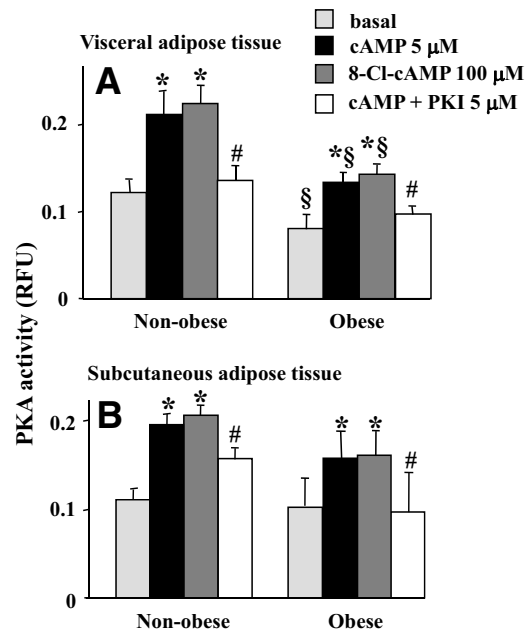 basal
Visceral adipose tissue
cAMP 5 µM
A
* *
8-Cl-cAMP 100 µM
cAMP + PKI 5 µM
0.2
#
§ *§ *§ #
0.1
0
Non-obese Obese
PKA activity (RFU)
Subcutaneous adipose tissue
B
* *
0.2
# * * #
0.1
0
Non-obese Obese